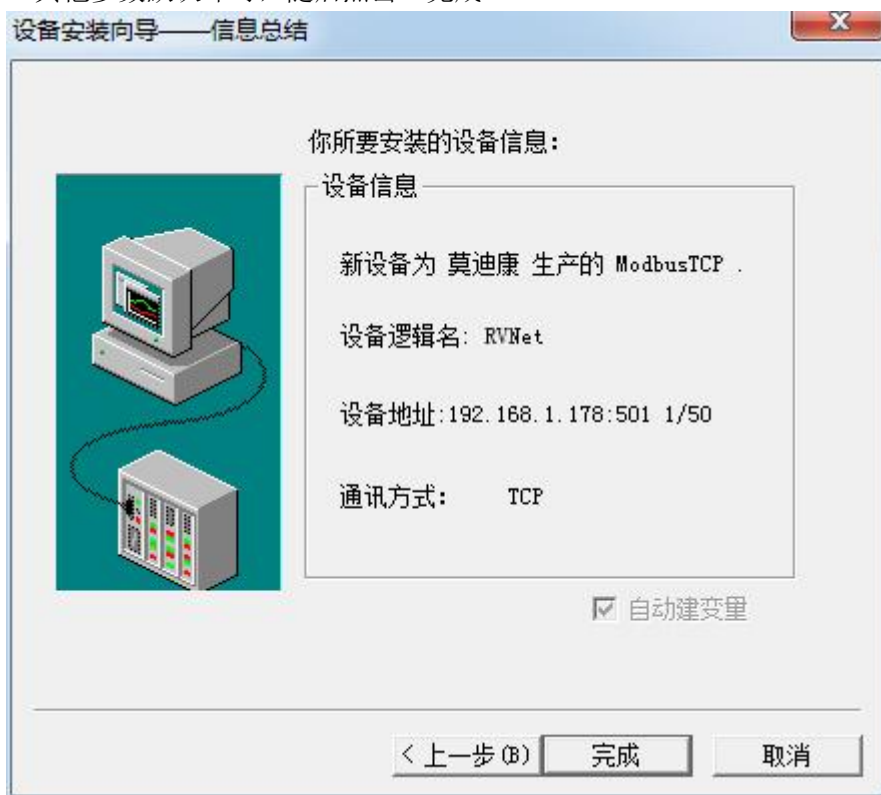 设备安装向导——信息总结
你所要安装的设备信息：
设备信息
新设备为 莫迪康 生产的 ModbusTCP .
设备逻辑名: RVNet
设备地址:192.168.1.178:501 1/50
通讯方式： TCP
自动建变量
< 上一步(B)
完成
取消